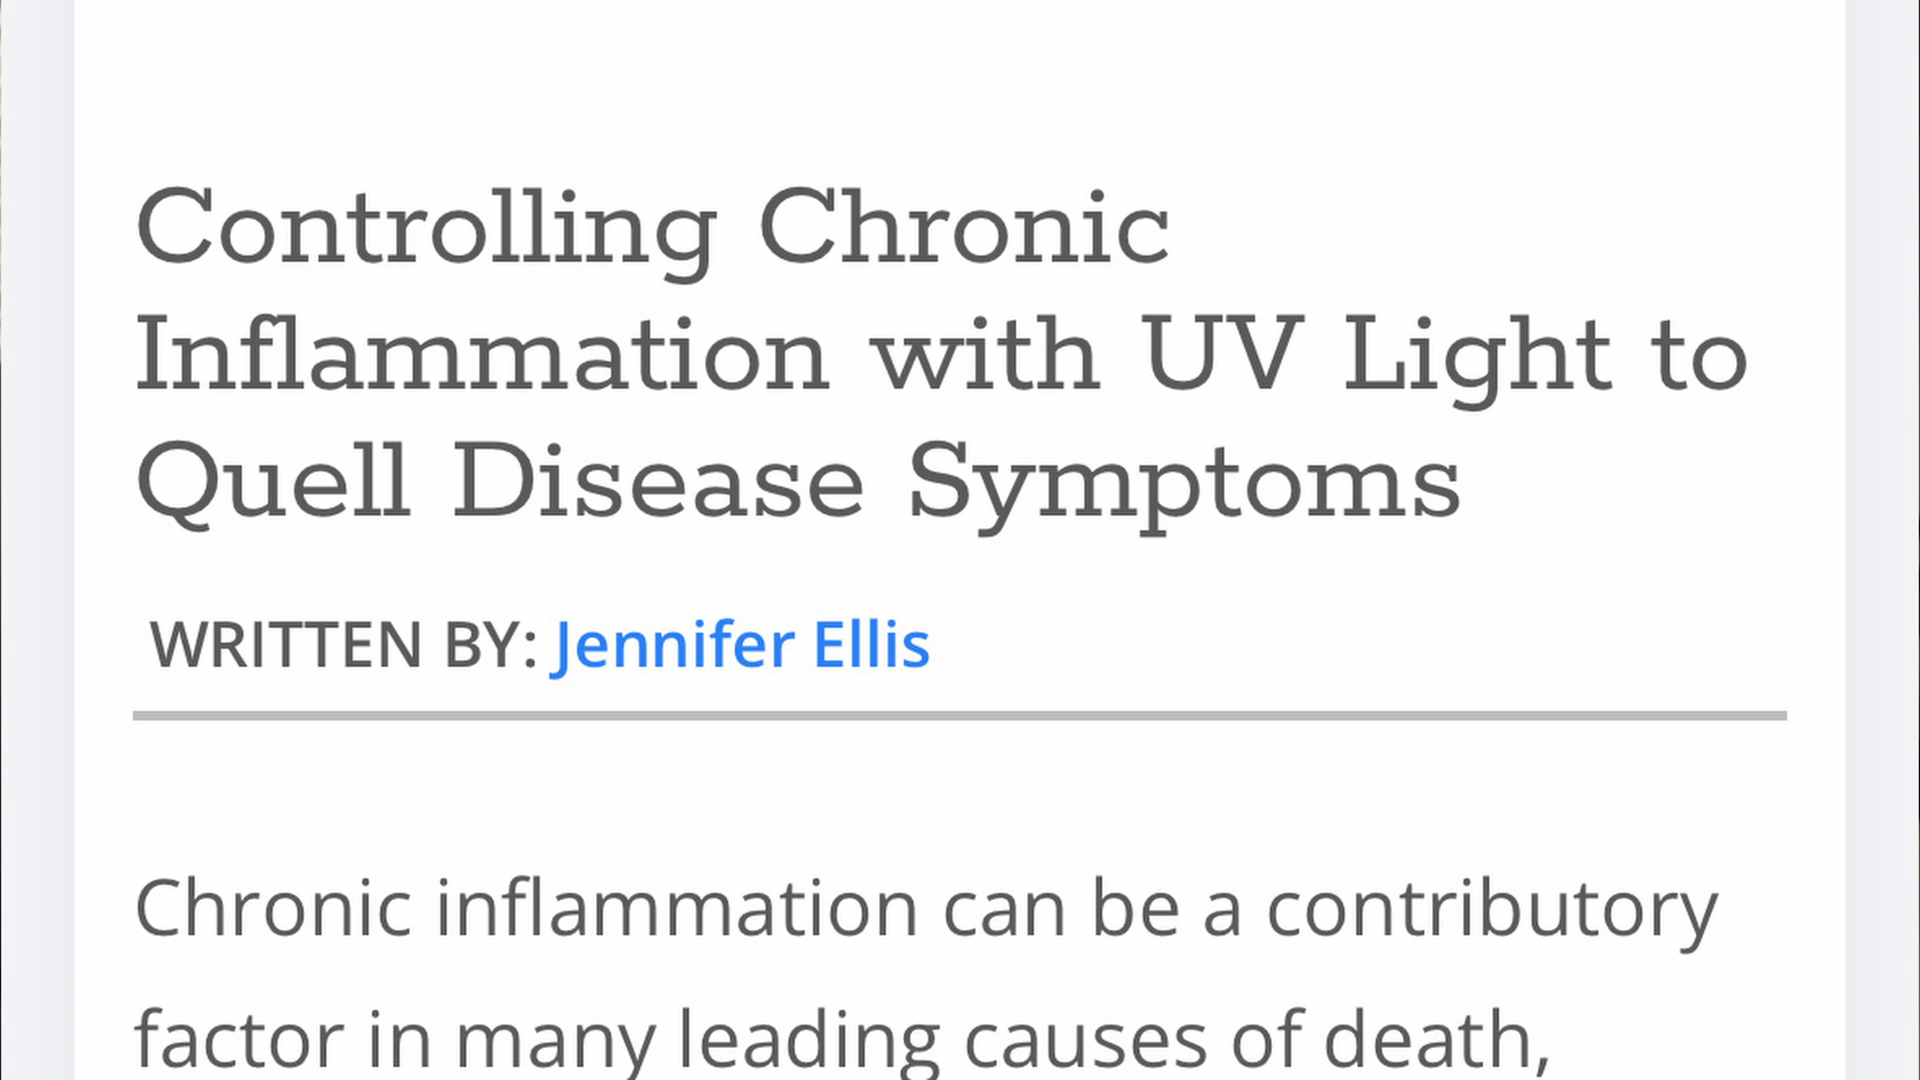 Controlling Chronic
Inflammation with UV Light to
Quell Disease Symptoms
WRITTEN BY: Jennifer Ellis
Chronic inflammation can be a contributory
factor in many leading causes of death,